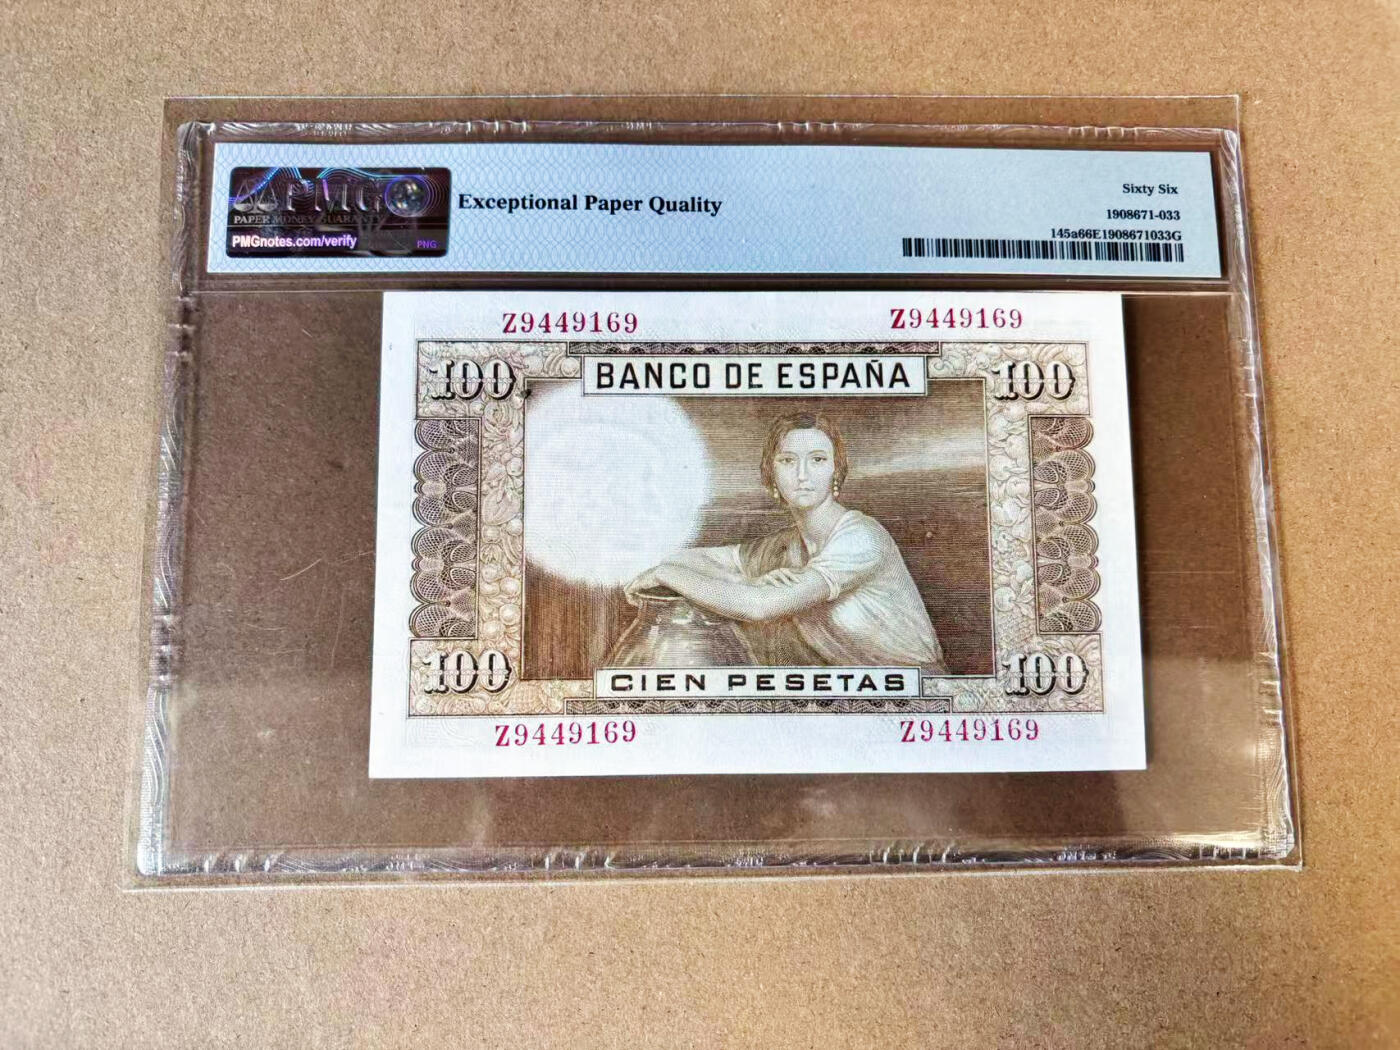 PMG
PAPER MONEY GUARANTY
PMGnotes.com/verify
PNG
Exceptional Paper Quality
Sixty Six
1908671-033
145a66E1908671033G
Z9449169 Z9449169
100 BANCO DE ESPAÑA 100
100 CIEN PESETAS 100
Z9449169 Z9449169